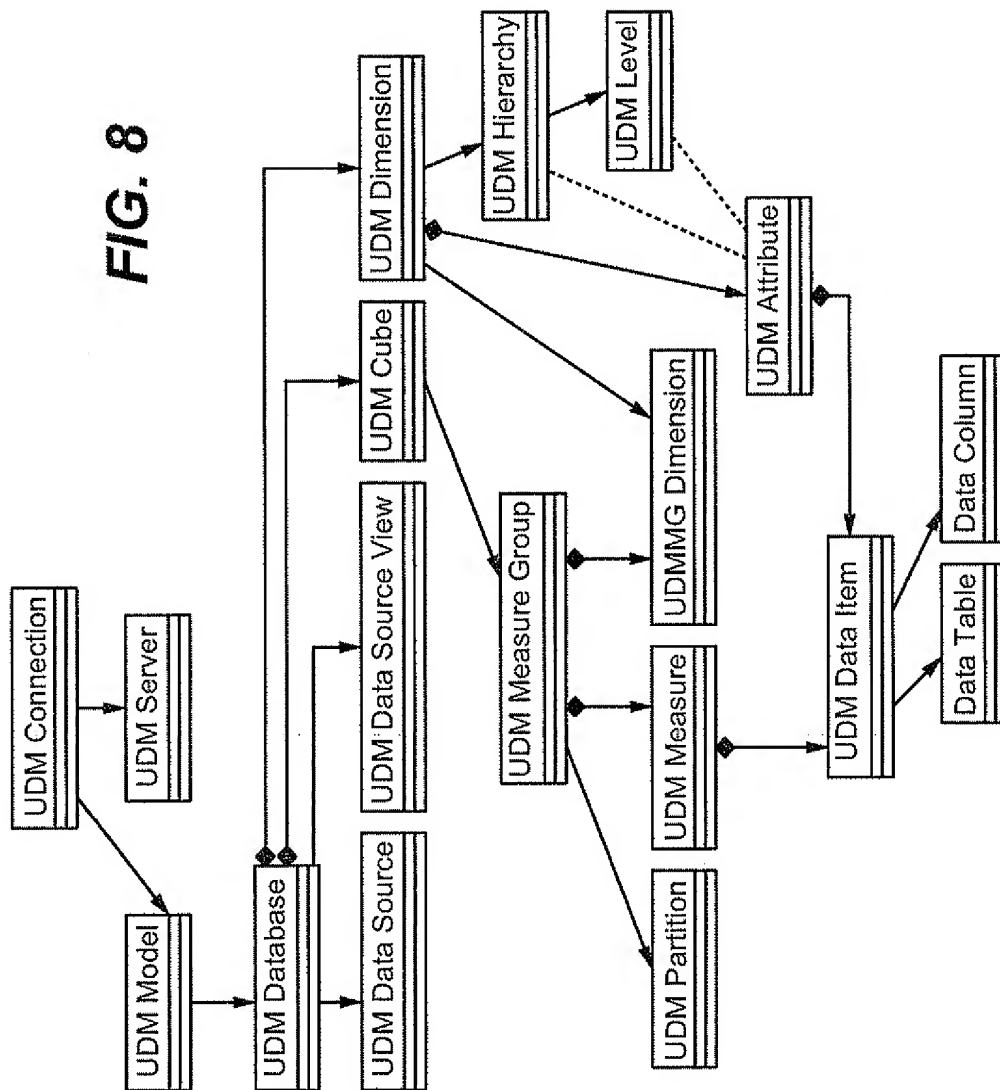 FIG. 8
UDM Connection
UDM Model
UDM Server
UDM Database
UDM Data Source
UDM Data Source View
UDM Cube
UDM Dimension
UDM Measure Group
UDM Hierarchy
UDM Level
UDM Partition
UDM Measure
UDMMG Dimension
UDM Attribute
UDM Data Item
Data Table
Data Column